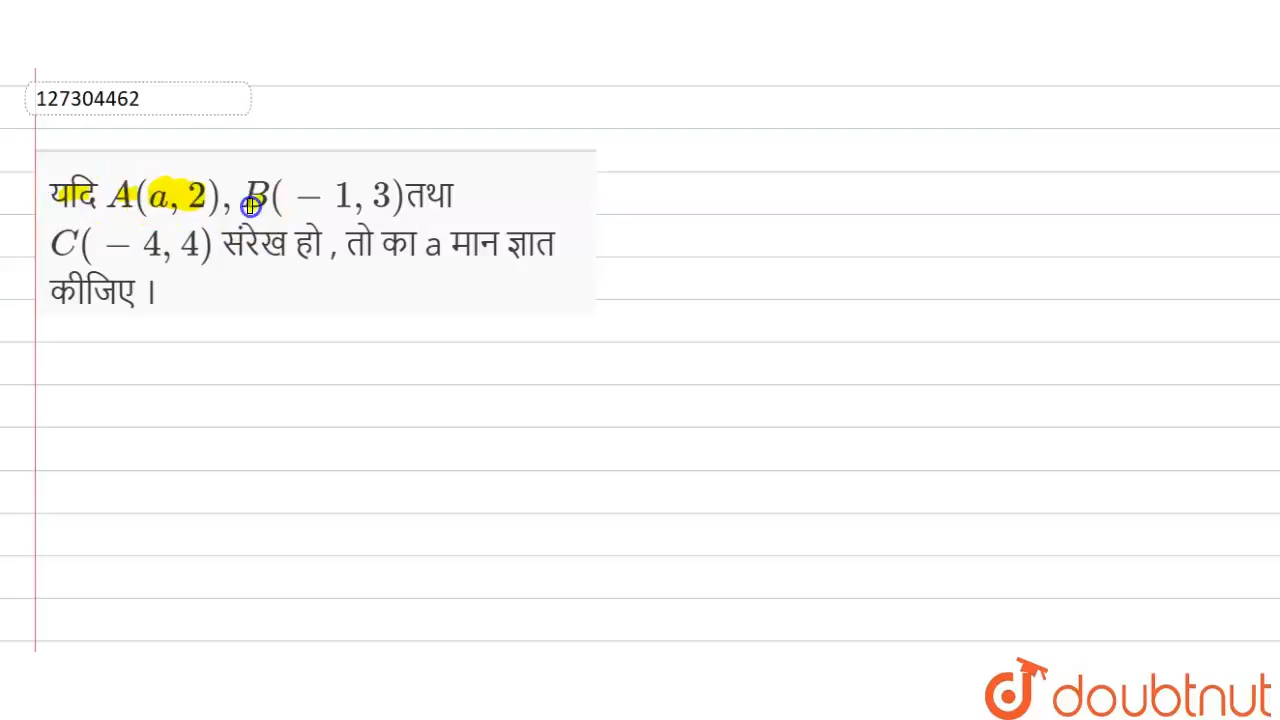 127304462
यदि A(a, 2), B( − 1, 3)तथा
C( − 4, 4) संरेख हो , तो का a मान ज्ञात
कीजिए ।
doubtnut